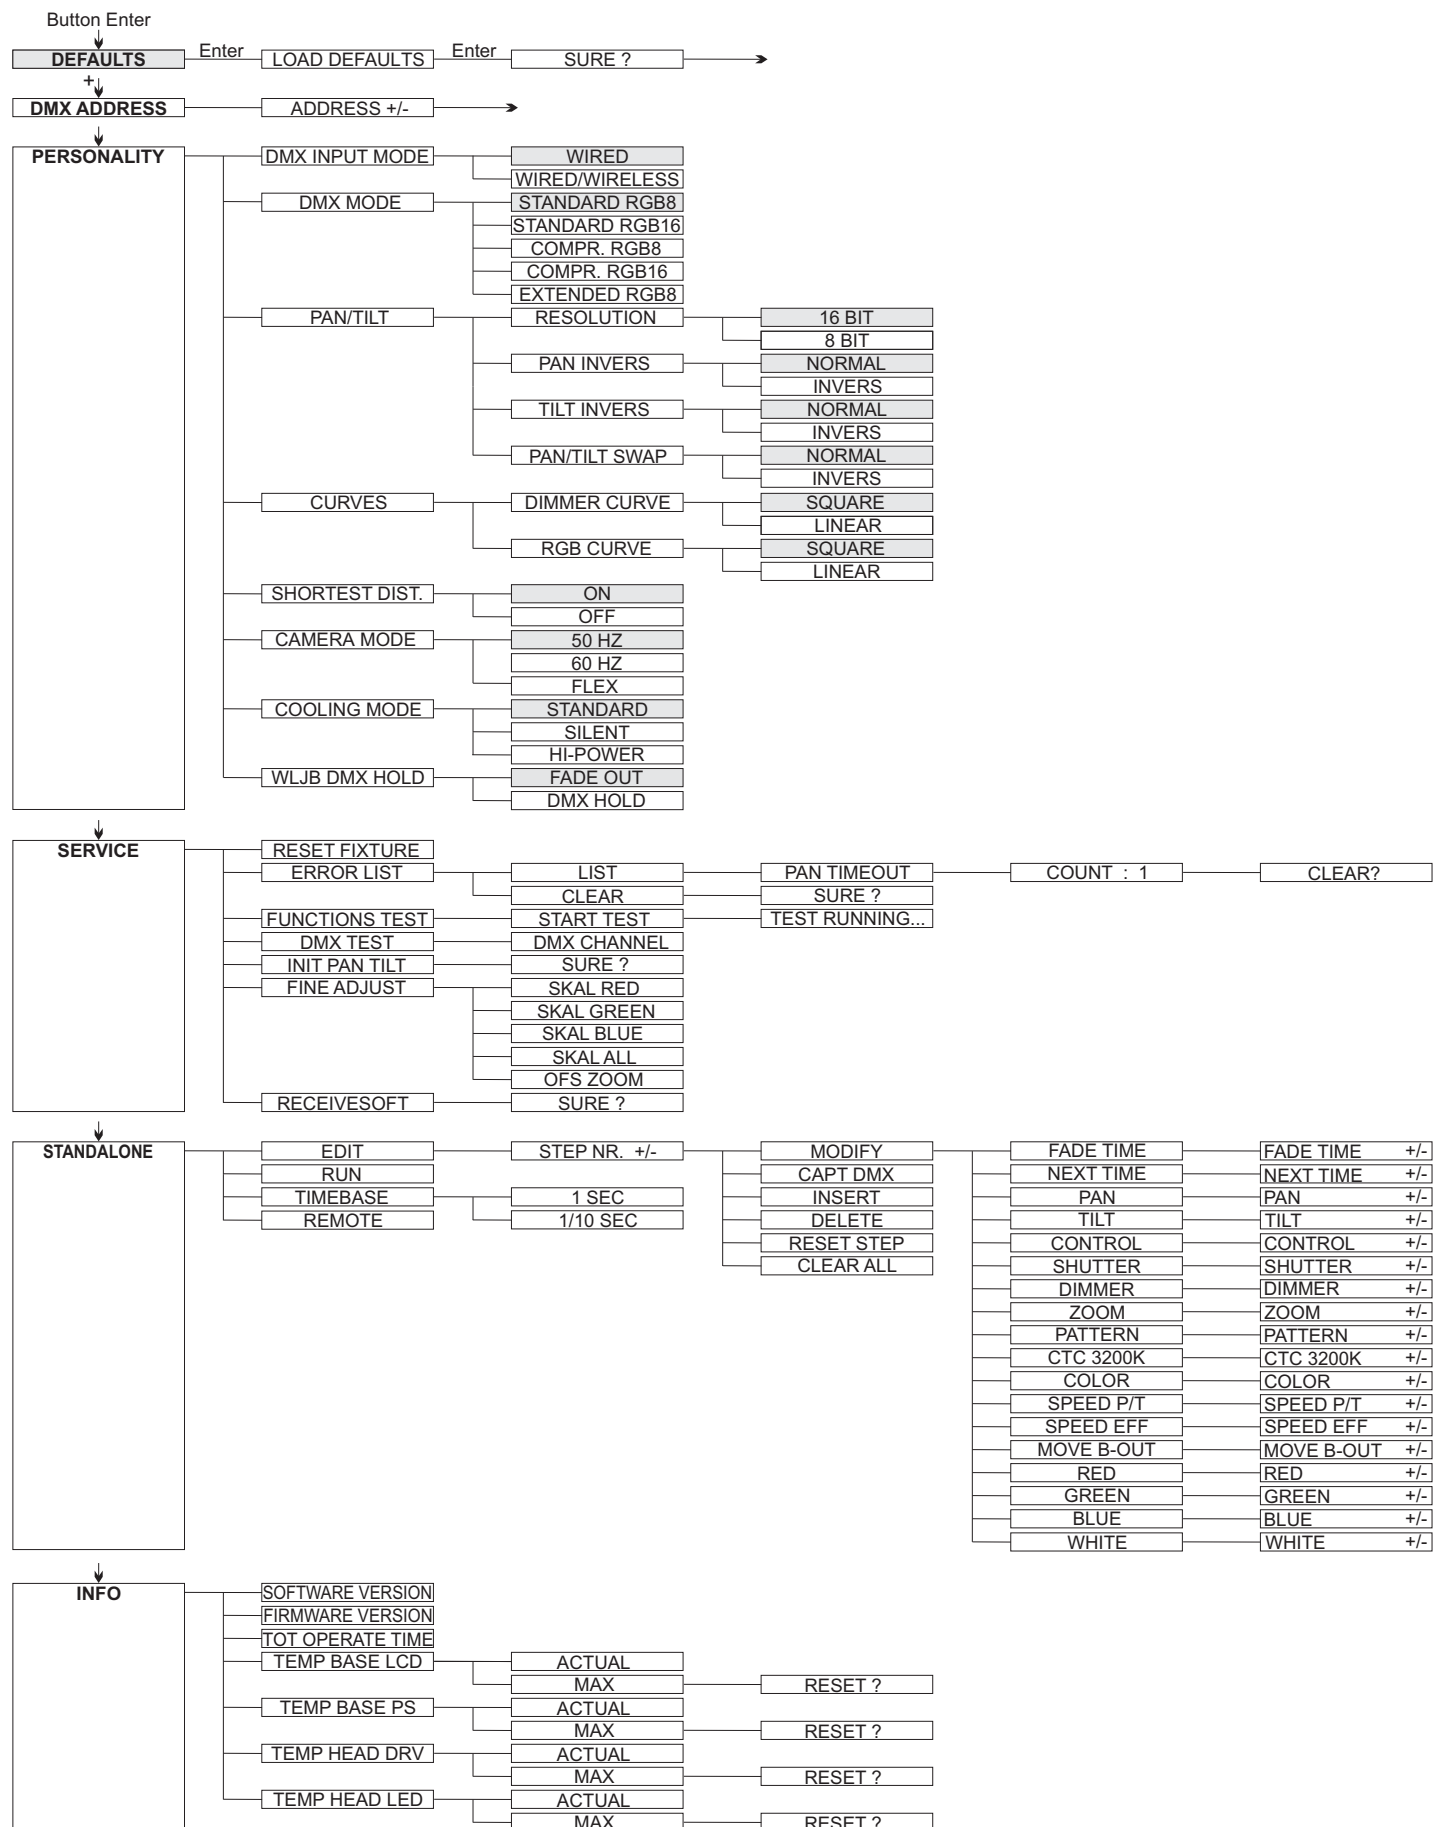 Button Enter
DEFAULTS Enter LOAD DEFAULTS Enter SURE ?
+
DMX ADDRESS ADDRESS +/-
PERSONALITY DMX INPUT MODE WIRED
WIRED/WIRELESS
DMX MODE STANDARD RGB8
STANDARD RGB16
COMPR. RGB8
COMPR. RGB16
EXTENDED RGB8
PAN/TILT RESOLUTION 16 BIT
8 BIT
PAN INVERS NORMAL
INVERS
TILT INVERS NORMAL
INVERS
PAN/TILT SWAP NORMAL
INVERS
CURVES DIMMER CURVE SQUARE
LINEAR
RGB CURVE SQUARE
LINEAR
SHORTEST DIST. ON
OFF
CAMERA MODE 50 HZ
60 HZ
FLEX
COOLING MODE STANDARD
SILENT
HI-POWER
WLJB DMX HOLD FADE OUT
DMX HOLD
SERVICE RESET FIXTURE
ERROR LIST LIST PAN TIMEOUT COUNT : 1 CLEAR?
CLEAR SURE ?
FUNCTIONS TEST START TEST TEST RUNNING...
DMX TEST DMX CHANNEL
INIT PAN TILT SURE ?
FINE ADJUST SKAL RED
SKAL GREEN
SKAL BLUE
SKAL ALL
OFS ZOOM
RECEIVESOFT SURE ?
STANDALONE EDIT STEP NR. +/- MODIFY FADE TIME FADE TIME +/-
RUN CAPT DMX NEXT TIME NEXT TIME +/-
TIMEBASE 1 SEC INSERT PAN PAN +/-
REMOTE 1/10 SEC DELETE TILT TILT +/-
RESET STEP CONTROL CONTROL +/-
CLEAR ALL SHUTTER SHUTTER +/-
DIMMER DIMMER +/-
ZOOM ZOOM +/-
PATTERN PATTERN +/-
CTC 3200K CTC 3200K +/-
COLOR COLOR +/-
SPEED P/T SPEED P/T +/-
SPEED EFF SPEED EFF +/-
MOVE B-OUT MOVE B-OUT +/-
RED RED +/-
GREEN GREEN +/-
BLUE BLUE +/-
WHITE WHITE +/-
INFO SOFTWARE VERSION
FIRMWARE VERSION
TOT OPERATE TIME
TEMP BASE LCD ACTUAL
MAX RESET ?
TEMP BASE PS ACTUAL
MAX RESET ?
TEMP HEAD DRV ACTUAL
MAX RESET ?
TEMP HEAD LED ACTUAL
MAX RESET ?